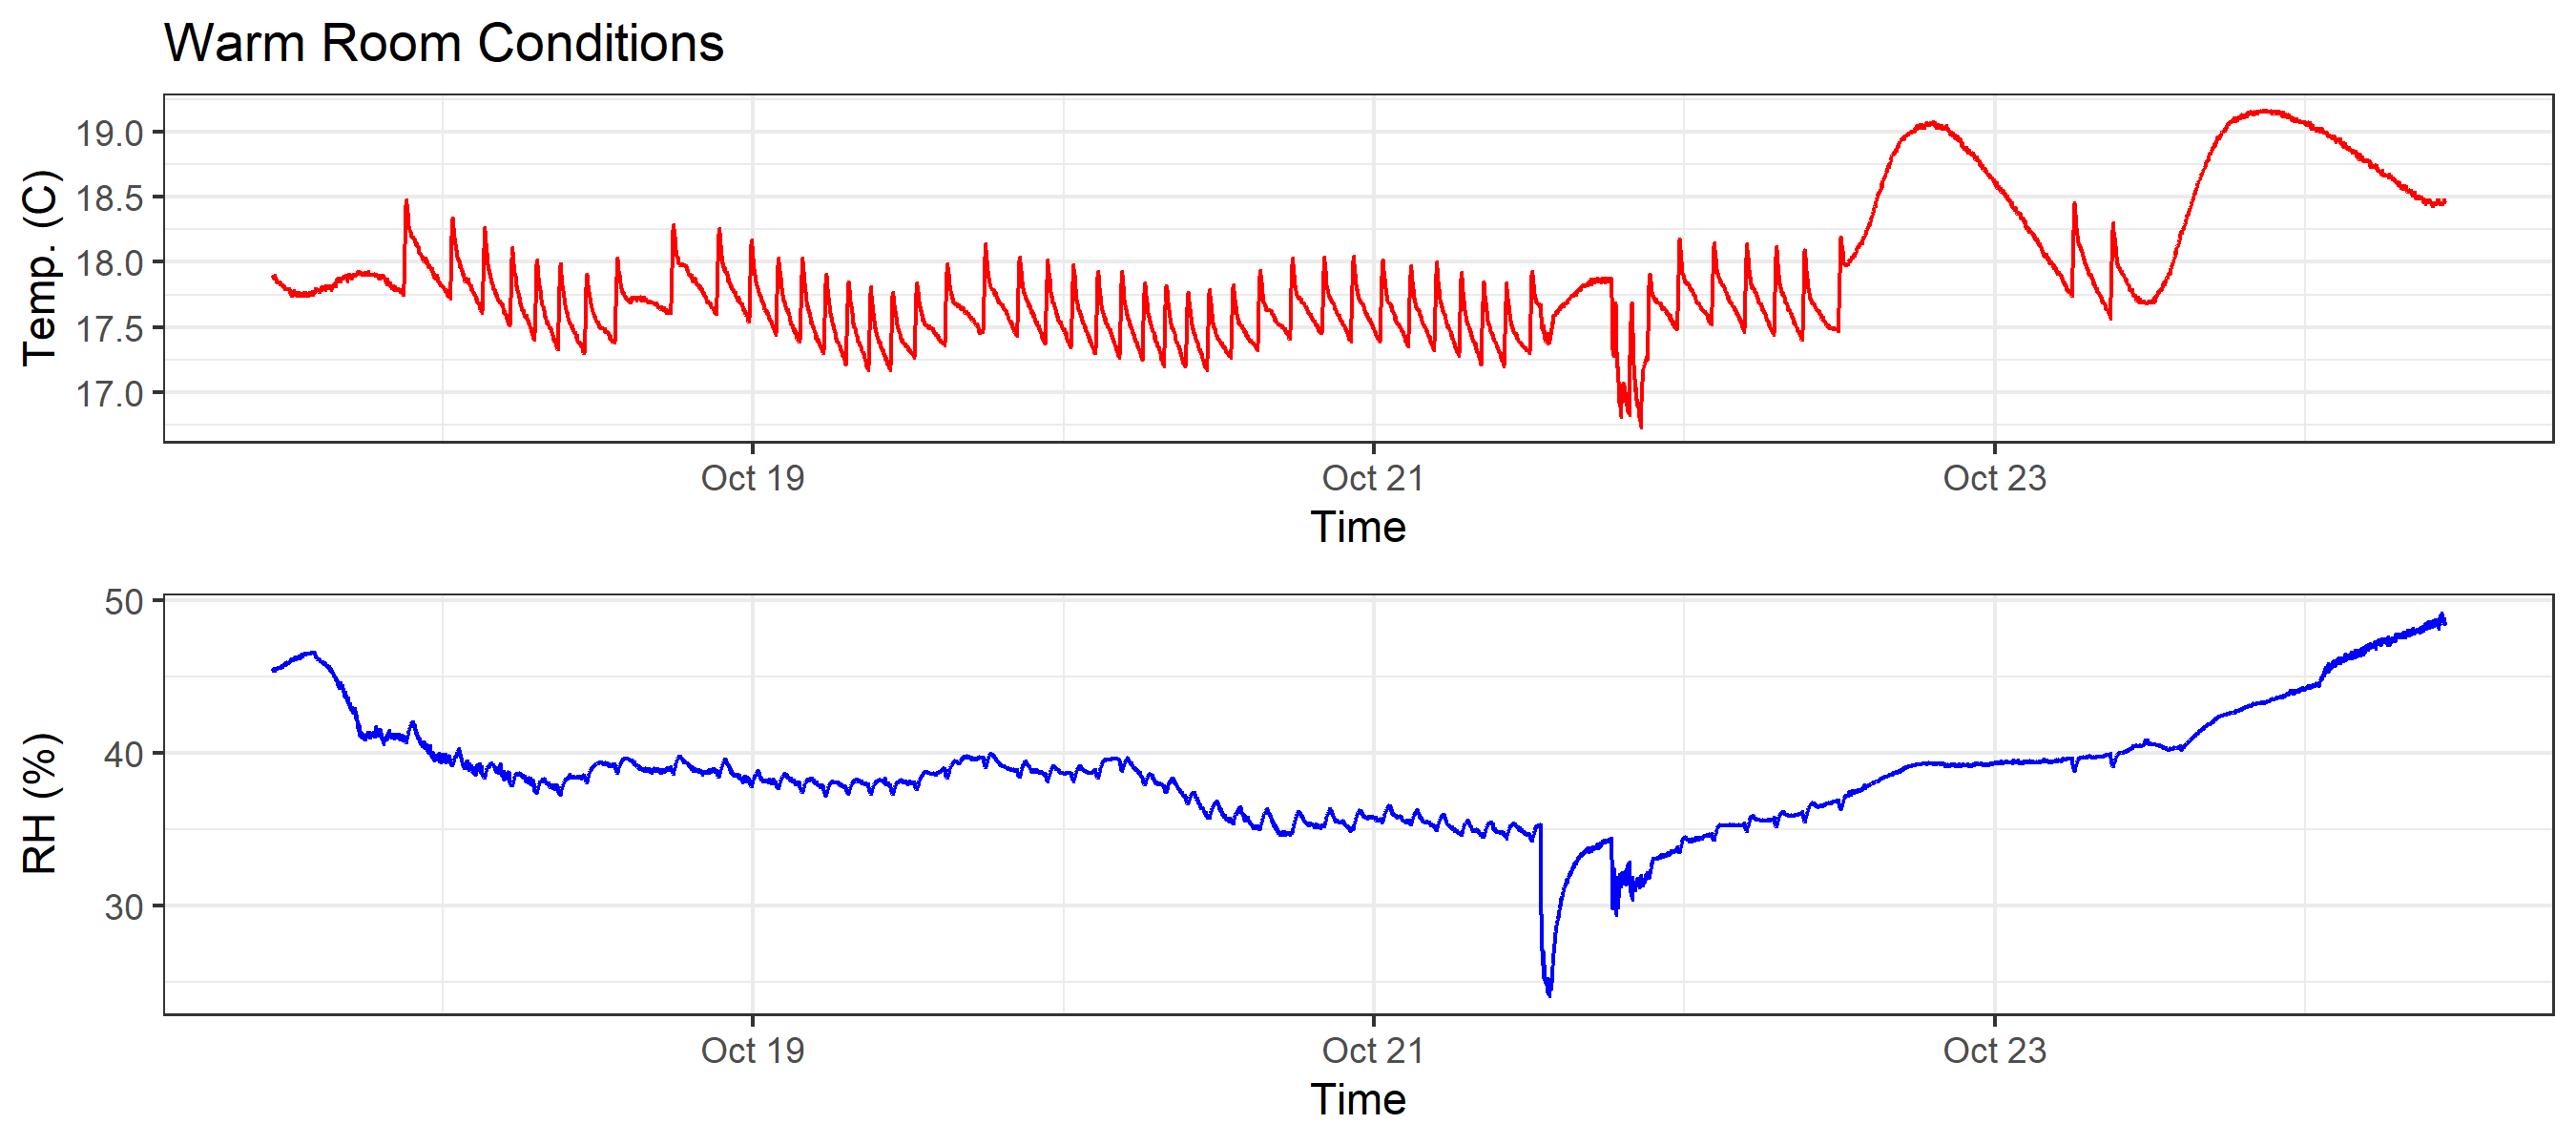 Warm Room Conditions
Temp. (C)
19.0
18.5
18.0
17.5
17.0
Oct 19 Oct 21 Oct 23
Time
RH (%)
50
40
30
Oct 19 Oct 21 Oct 23
Time